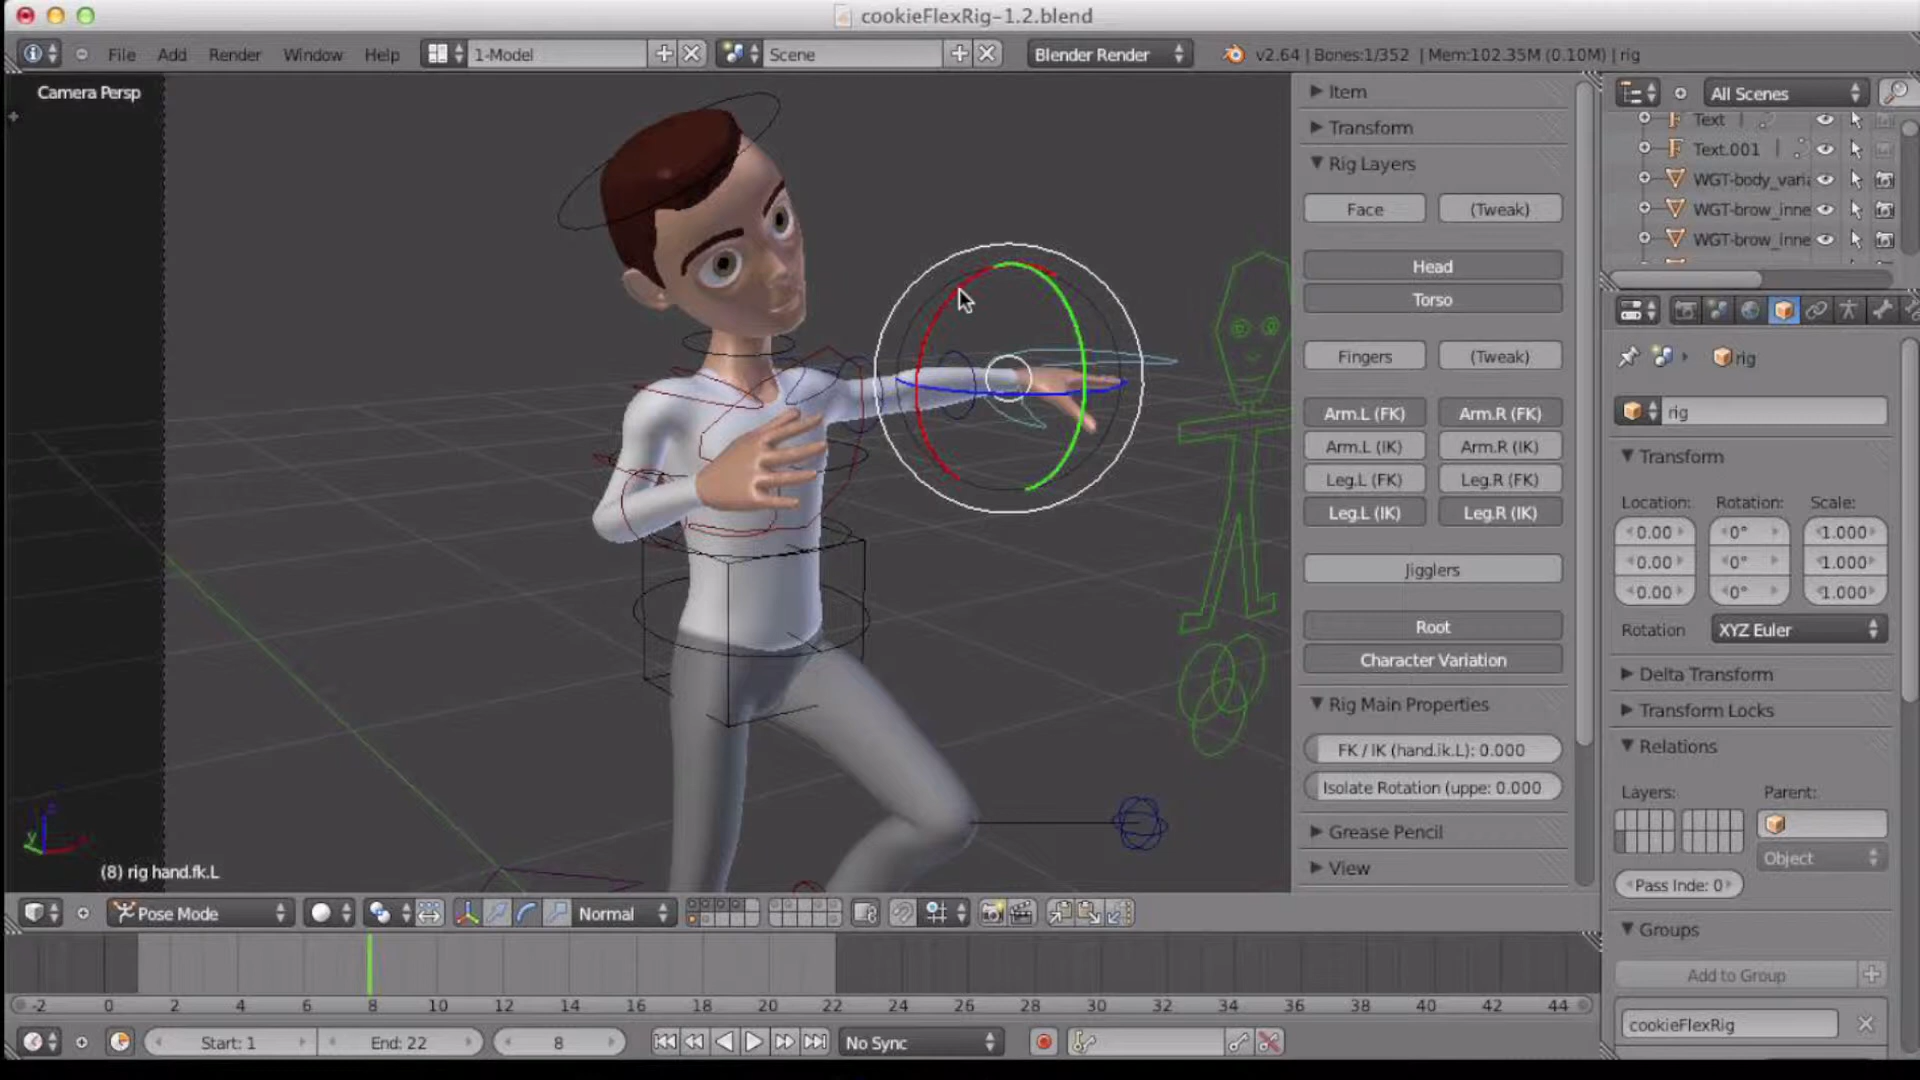 cookieFlexRig-1.2.blend
File Add Render Window Help 1-Model Scene Blender Render v2.64 | Bones:1/352 | Mem:102.35M (0.10M) | rig
Camera Persp
Item
Transform
Rig Layers
Face (Tweak)
Head
Torso
Fingers (Tweak)
Arm.L (FK) Arm.R (FK)
Arm.L (IK) Arm.R (IK)
Leg.L (FK) Leg.R (FK)
Leg.L (IK) Leg.R (IK)
Jigglers
Root
Character Variation
Rig Main Properties
FK / IK (hand.ik.L): 0.000
Isolate Rotation (uppe: 0.000
Grease Pencil
View
All Scenes
Text
Text.001
WGT-body_varia
WGT-brow_inne
WGT-brow_inne
rig
rig
Transform
Location: Rotation: Scale:
0.00 0° 1.000
0.00 0° 1.000
0.00 0° 1.000
Rotation XYZ Euler
Delta Transform
Transform Locks
Relations
Layers: Parent:
Object
Pass Inde: 0
Groups
Add to Group
cookieFlexRig
z
y
(8) rig hand.fk.L
Pose Mode Normal
-2 0 2 4 6 8 10 12 14 16 18 20 22 24 26 28 30 32 34 36 38 40 42 44
8
Start: 1 End: 22 8 No Sync